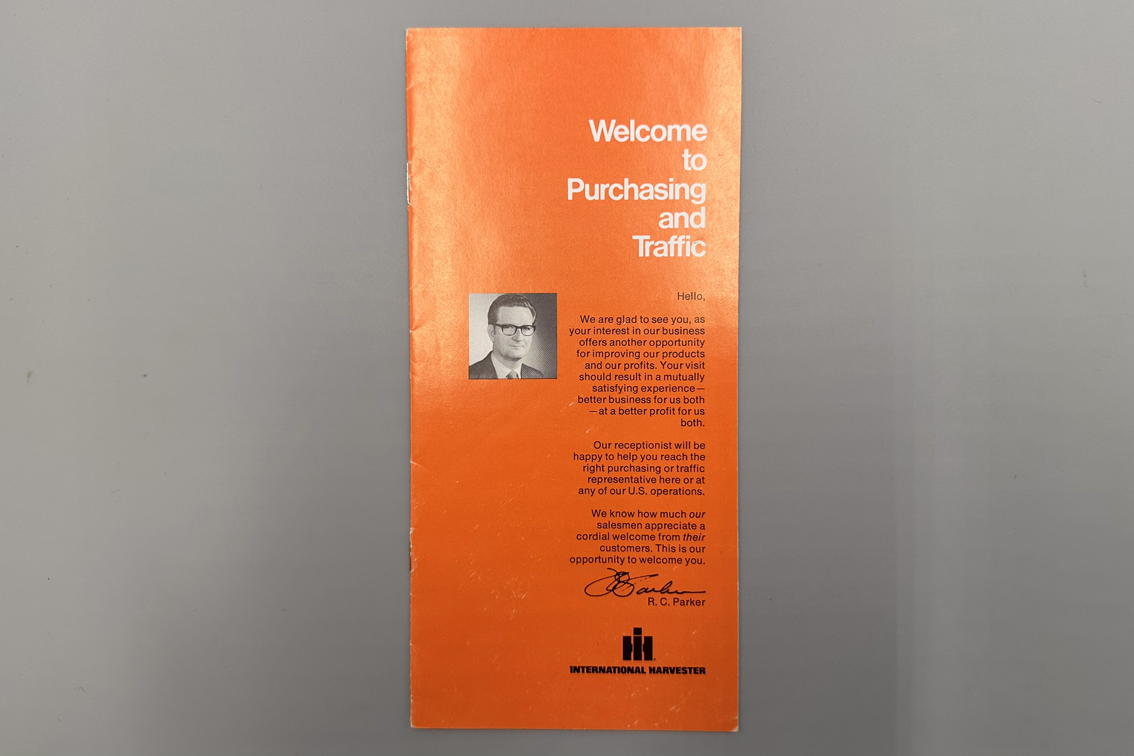 Welcome
to
Purchasing
and
Traffic
Hello,
We are glad to see you, as
your interest in our business
offers another opportunity
for improving our products
and our profits. Your visit
should result in a mutually
satisfying experience—
better business for us both
—at a better profit for us
both.
Our receptionist will be
happy to help you reach the
right purchasing or traffic
representative here or at
any of our U.S. operations.
We know how much our
salesmen appreciate a
cordial welcome from their
customers. This is our
opportunity to welcome you.
R. C. Parker
INTERNATIONAL HARVESTER